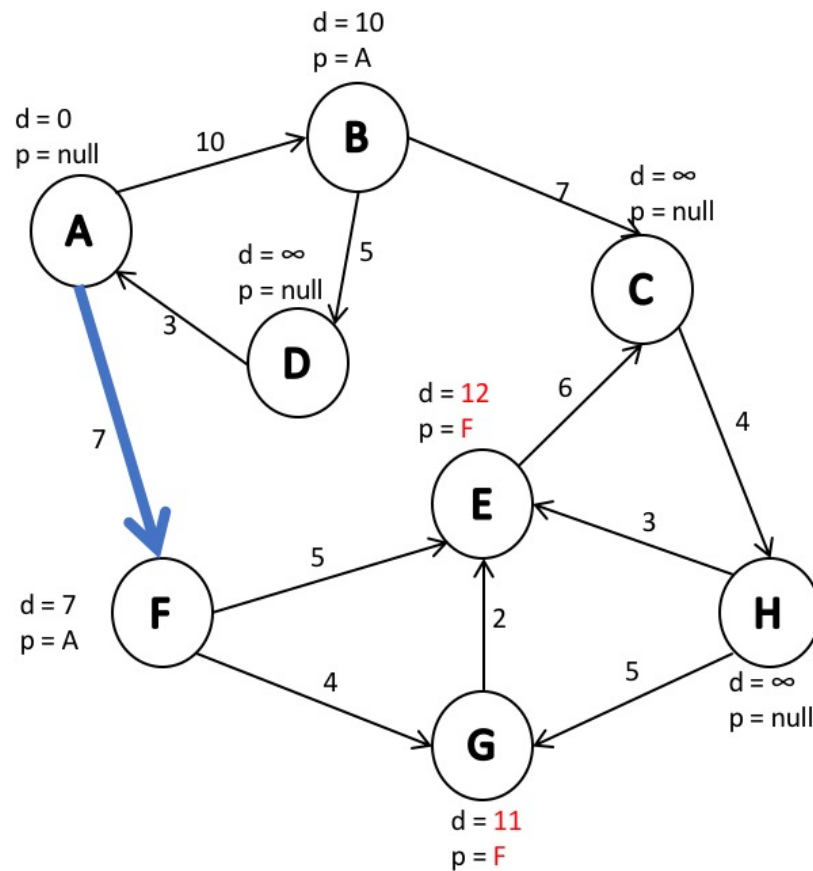 d = 10
p = A
B
d = 0
p = null
10
A
7
d = ∞
p = null
5
d = ∞
p = null
C
3
D
d = 12
p = F
6
4
7
E
3
5
d = 7
p = A
F
2
H
4
5
d = ∞
p = null
G
d = 11
p = F